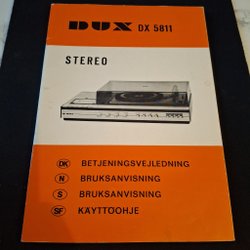 DUX DX 5811
STEREO
DK BETJENINGSVEJLEDNING
N BRUKSANVISNING
S BRUKSANVISNING
SF KÄYTTÖOHJE